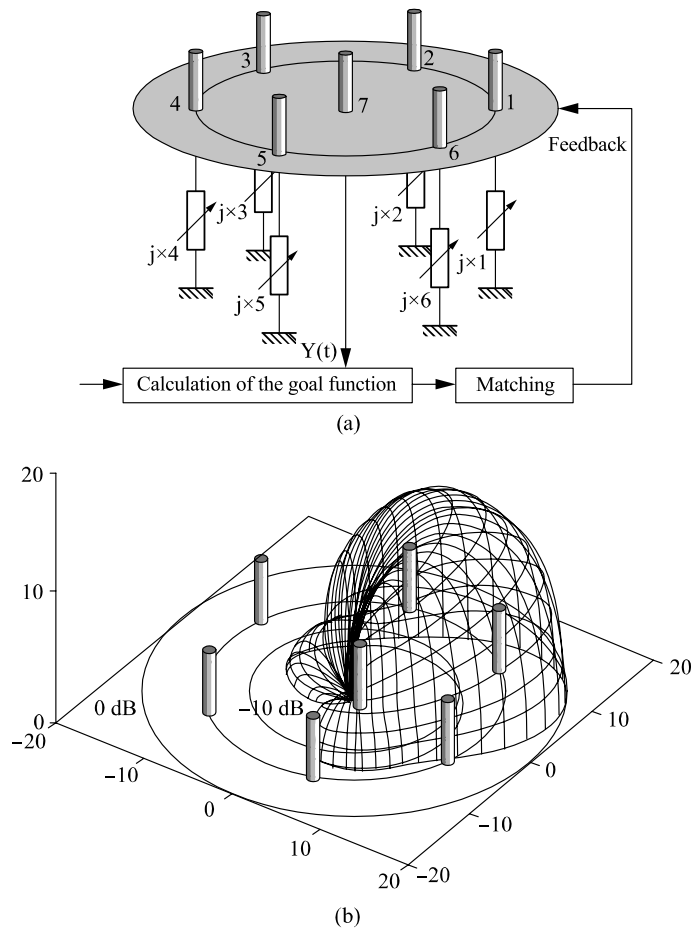 3
2
4
7
1
5
6
Feedback
j×3
j×2
j×4
j×1
j×5
j×6
Y(t)
Calculation of the goal function
Matching
(a)
20
10
0
−20
0 dB
−10 dB
20
10
0
−10
−20
−10
0
10
20
(b)